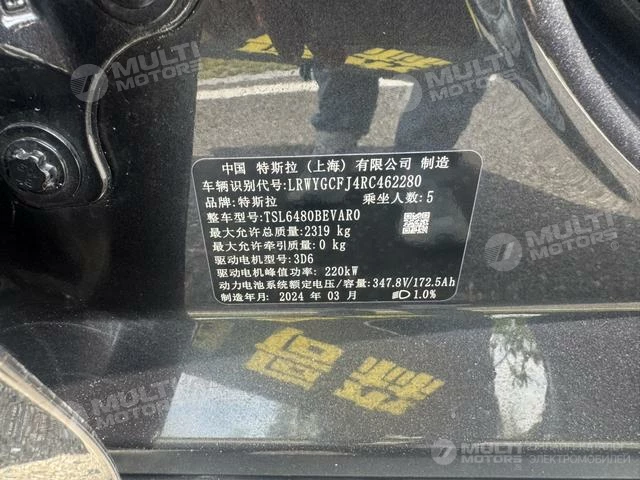 MULTI MOTORS
MULTI MOTORS
中国 特斯拉 (上海) 有限公司 制造
车辆识别代号: LRWYGCFJ4RC462280
品牌: 特斯拉 乘坐人数: 5
整车型号: TSL6480BEVAR0
最大允许总质量: 2319 kg
最大允许牵引质量: 0 kg
驱动电机型号: 3D6
驱动电机峰值功率: 220kW
动力电池系统额定电压/容量: 347.8V/172.5Ah
制造年月: 2024 年 03 月 1.0%
MULTI MOTORS
MULTI MOTORS
MULTI MOTORS
ЭЛЕКТРОМОБИЛЕЙ